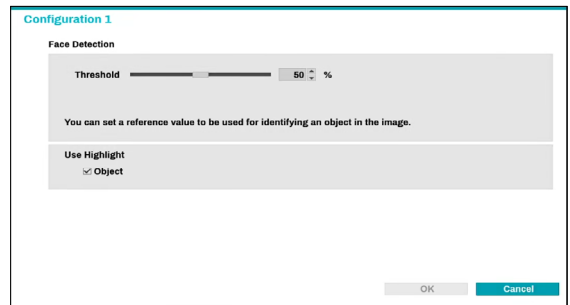 Configuration 1
Face Detection
Threshold 50 %
You can set a reference value to be used for identifying an object in the image.
Use Highlight
Object
OK Cancel